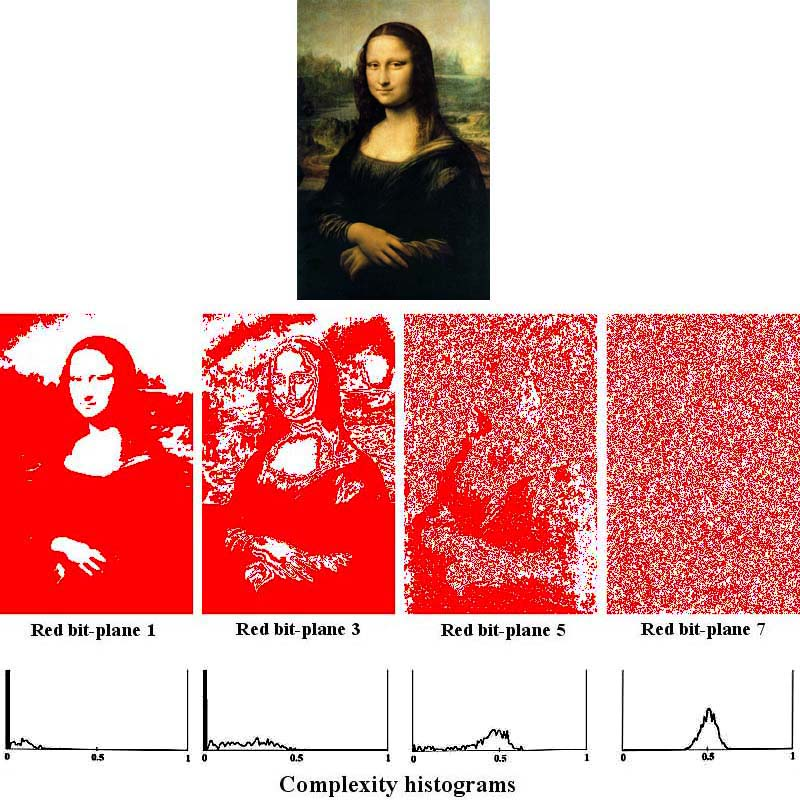 Red bit-plane 1 Red bit-plane 3 Red bit-plane 5 Red bit-plane 7
0 0.5 1 0 0.5 1 0 0.5 1 0 0.5 1
Complexity histograms